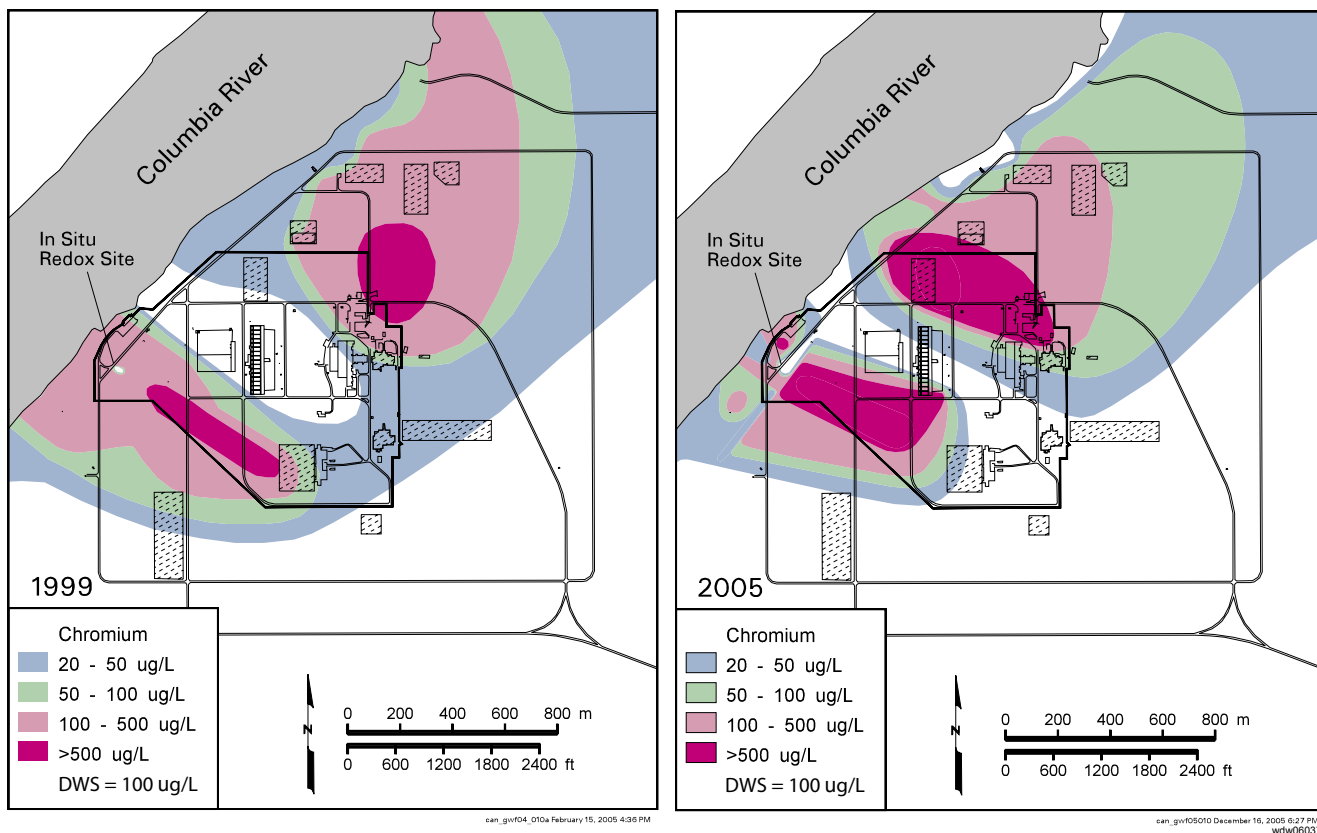 Columbia River
In Situ
Redox Site
1999
Chromium
20 - 50 ug/L
50 - 100 ug/L
100 - 500 ug/L
>500 ug/L
DWS = 100 ug/L
N
0 200 400 600 800 m
0 600 1200 1800 2400 ft
can_gwf04_010a February 15, 2005 4:36 PM
Columbia River
In Situ
Redox Site
2005
Chromium
20 - 50 ug/L
50 - 100 ug/L
100 - 500 ug/L
>500 ug/L
DWS = 100 ug/L
N
0 200 400 600 800 m
0 600 1200 1800 2400 ft
can_gwf05010 December 16, 2005 6:27 PM
wdw0603